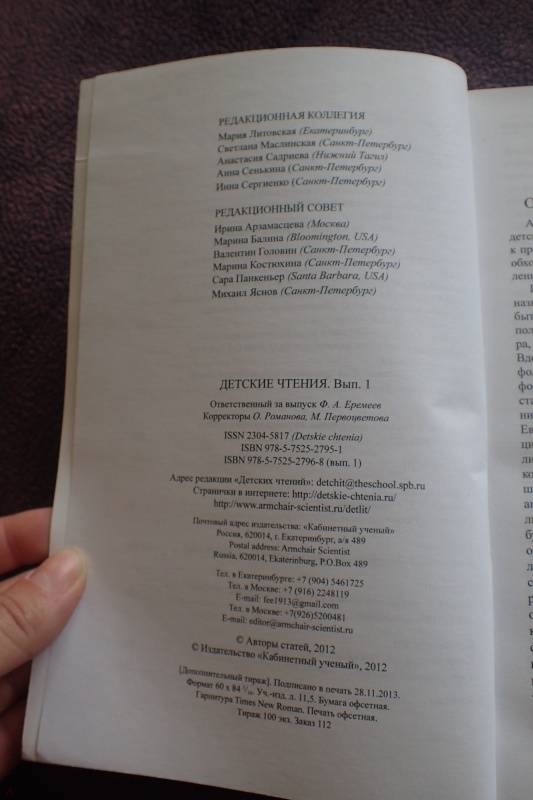 РЕДАКЦИОННАЯ КОЛЛЕГИЯ
Мария Литовская (Екатеринбург)
Светлана Маслинская (Санкт-Петербург)
Анастасия Садриева (Нижний Тагил)
Анна Сенькина (Санкт-Петербург)
Инна Сергиенко (Санкт-Петербург)
РЕДАКЦИОННЫЙ СОВЕТ
Ирина Арзамасцева (Москва)
Марина Балина (Bloomington, USA)
Валентин Головин (Санкт-Петербург)
Марина Костюхина (Санкт-Петербург)
Сара Панкеньер (Santa Barbara, USA)
Михаил Яснов (Санкт-Петербург)
ДЕТСКИЕ ЧТЕНИЯ. Вып. 1
Ответственный за выпуск Ф. А. Еремеев
Корректоры О. Романова, М. Первоцветова
ISSN 2304-5817 (Detskie chtenia)
ISBN 978-5-7525-2795-1
ISBN 978-5-7525-2796-8 (вып. 1)
Адрес редакции «Детских чтений»: detchit@theschool.spb.ru
Странички в интернете: http://detskie-chtenia.ru/
http://www.armchair-scientist.ru/detlit/
Почтовый адрес издательства: «Кабинетный ученый»
Россия, 620014, г. Екатеринбург, а/я 489
Postal address: Armchair Scientist
Russia, 620014, Ekaterinburg, P.O.Box 489
Тел. в Екатеринбурге: +7 (904) 5461725
Тел. в Москве: +7 (916) 2248119
E-mail: fee1913@gmail.com
Тел. в Москве: +7(926)5200481
E-mail: editor@armchair-scientist.ru
© Авторы статей, 2012
© Издательство «Кабинетный ученый», 2012
[Дополнительный тираж]. Подписано в печать 28.11.2013.
Формат 60 х 84 1/16. Уч.-изд. л. 11,5. Бумага офсетная.
Гарнитура Times New Roman. Печать офсетная.
Тираж 100 экз. Заказ 112